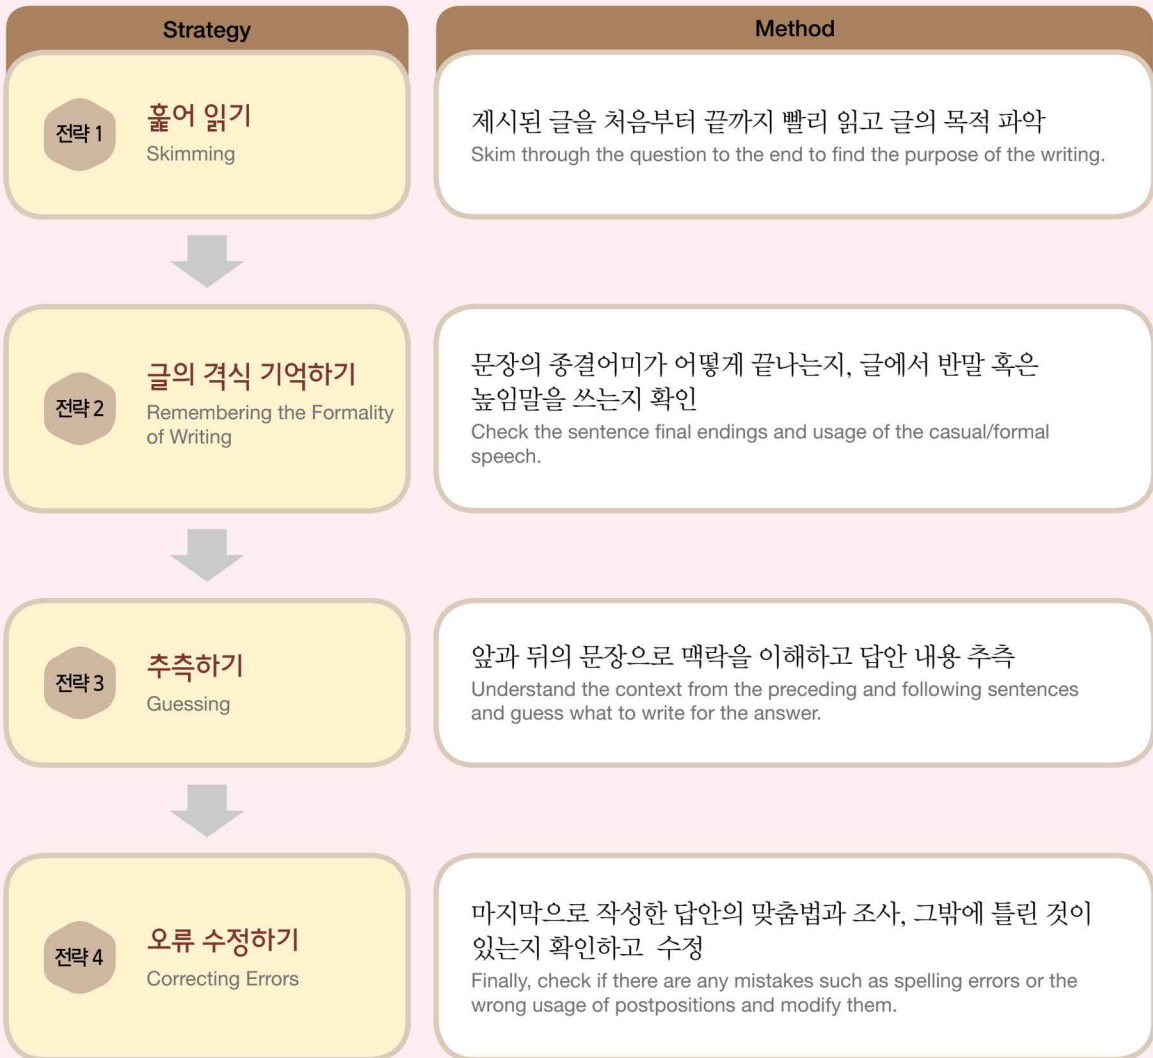 Strategy
Method
전략 1
훑어 읽기
Skimming
제시된 글을 처음부터 끝까지 빨리 읽고 글의 목적 파악
Skim through the question to the end to find the purpose of the writing.
전략 2
글의 격식 기억하기
Remembering the Formality
of Writing
문장의 종결어미가 어떻게 끝나는지, 글에서 반말 혹은
높임말을 쓰는지 확인
Check the sentence final endings and usage of the casual/formal
speech.
전략 3
추측하기
Guessing
앞과 뒤의 문장으로 맥락을 이해하고 답안 내용 추측
Understand the context from the preceding and following sentences
and guess what to write for the answer.
전략 4
오류 수정하기
Correcting Errors
마지막으로 작성한 답안의 맞춤법과 조사, 그밖에 틀린 것이
있는지 확인하고 수정
Finally, check if there are any mistakes such as spelling errors or the
wrong usage of postpositions and modify them.